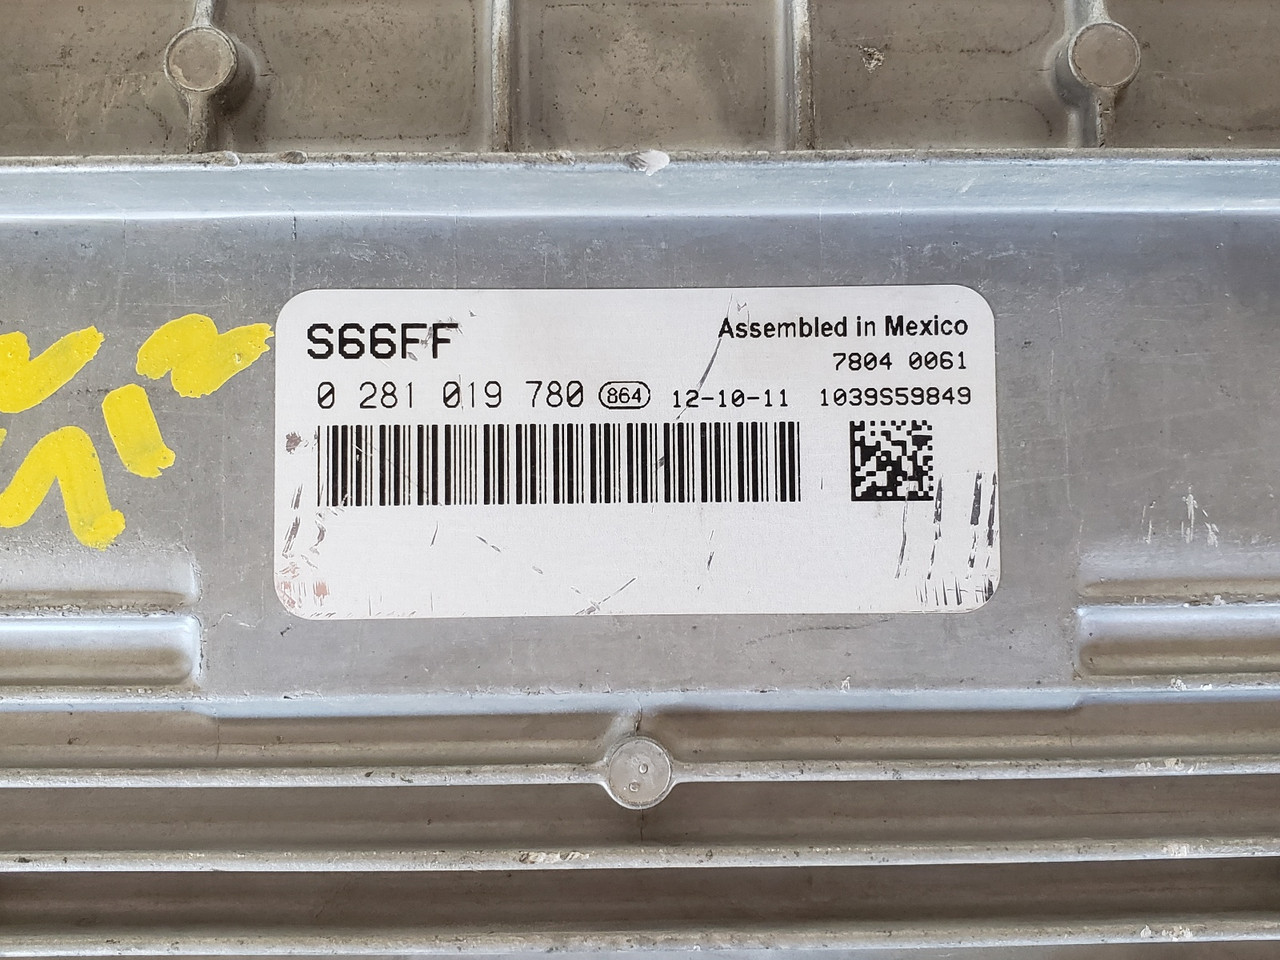 S66FF
Assembled in Mexico
7804 0061
0 281 019 780 864 12-10-11 1039S59849